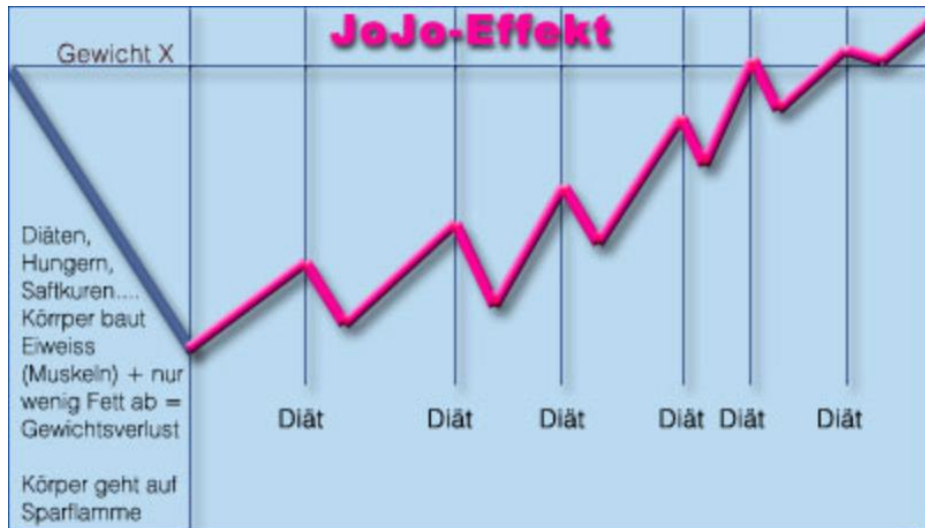 JoJo-Effekt
Gewicht X
Diäten,
Hungern,
Saftkuren....
Körrper baut
Eiweiss
(Muskeln) + nur
wenig Fett ab =
Gewichtsverlust
Körper geht auf
Sparflamme
Diät Diät Diät Diät Diät Diät